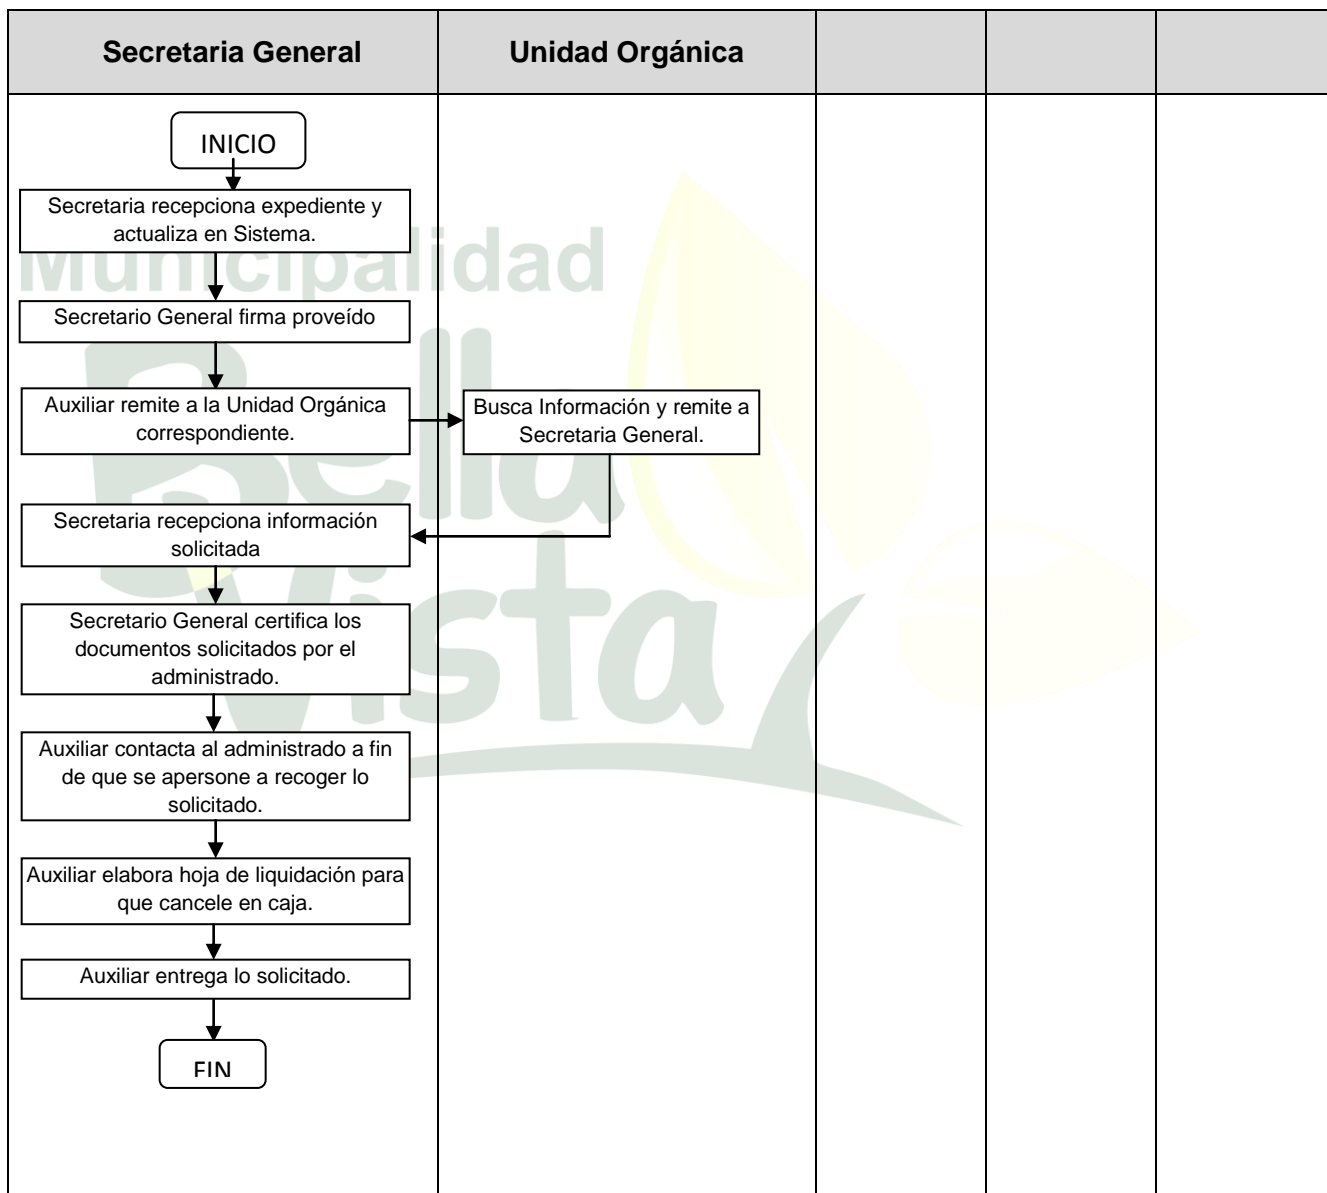 Secretaria General
Unidad Orgánica
INICIO
Secretaria recepciona expediente y
actualiza en Sistema.
Municipalidad
Secretario General firma proveído
Bella
Auxiliar remite a la Unidad Orgánica
correspondiente.
Busca Información y remite a
Secretaria General.
Secretaria recepciona información
solicitada
Vista
Secretario General certifica los
documentos solicitados por el
administrado.
Auxiliar contacta al administrado a fin
de que se apersone a recoger lo
solicitado.
Auxiliar elabora hoja de liquidación para
que cancele en caja.
Auxiliar entrega lo solicitado.
FIN